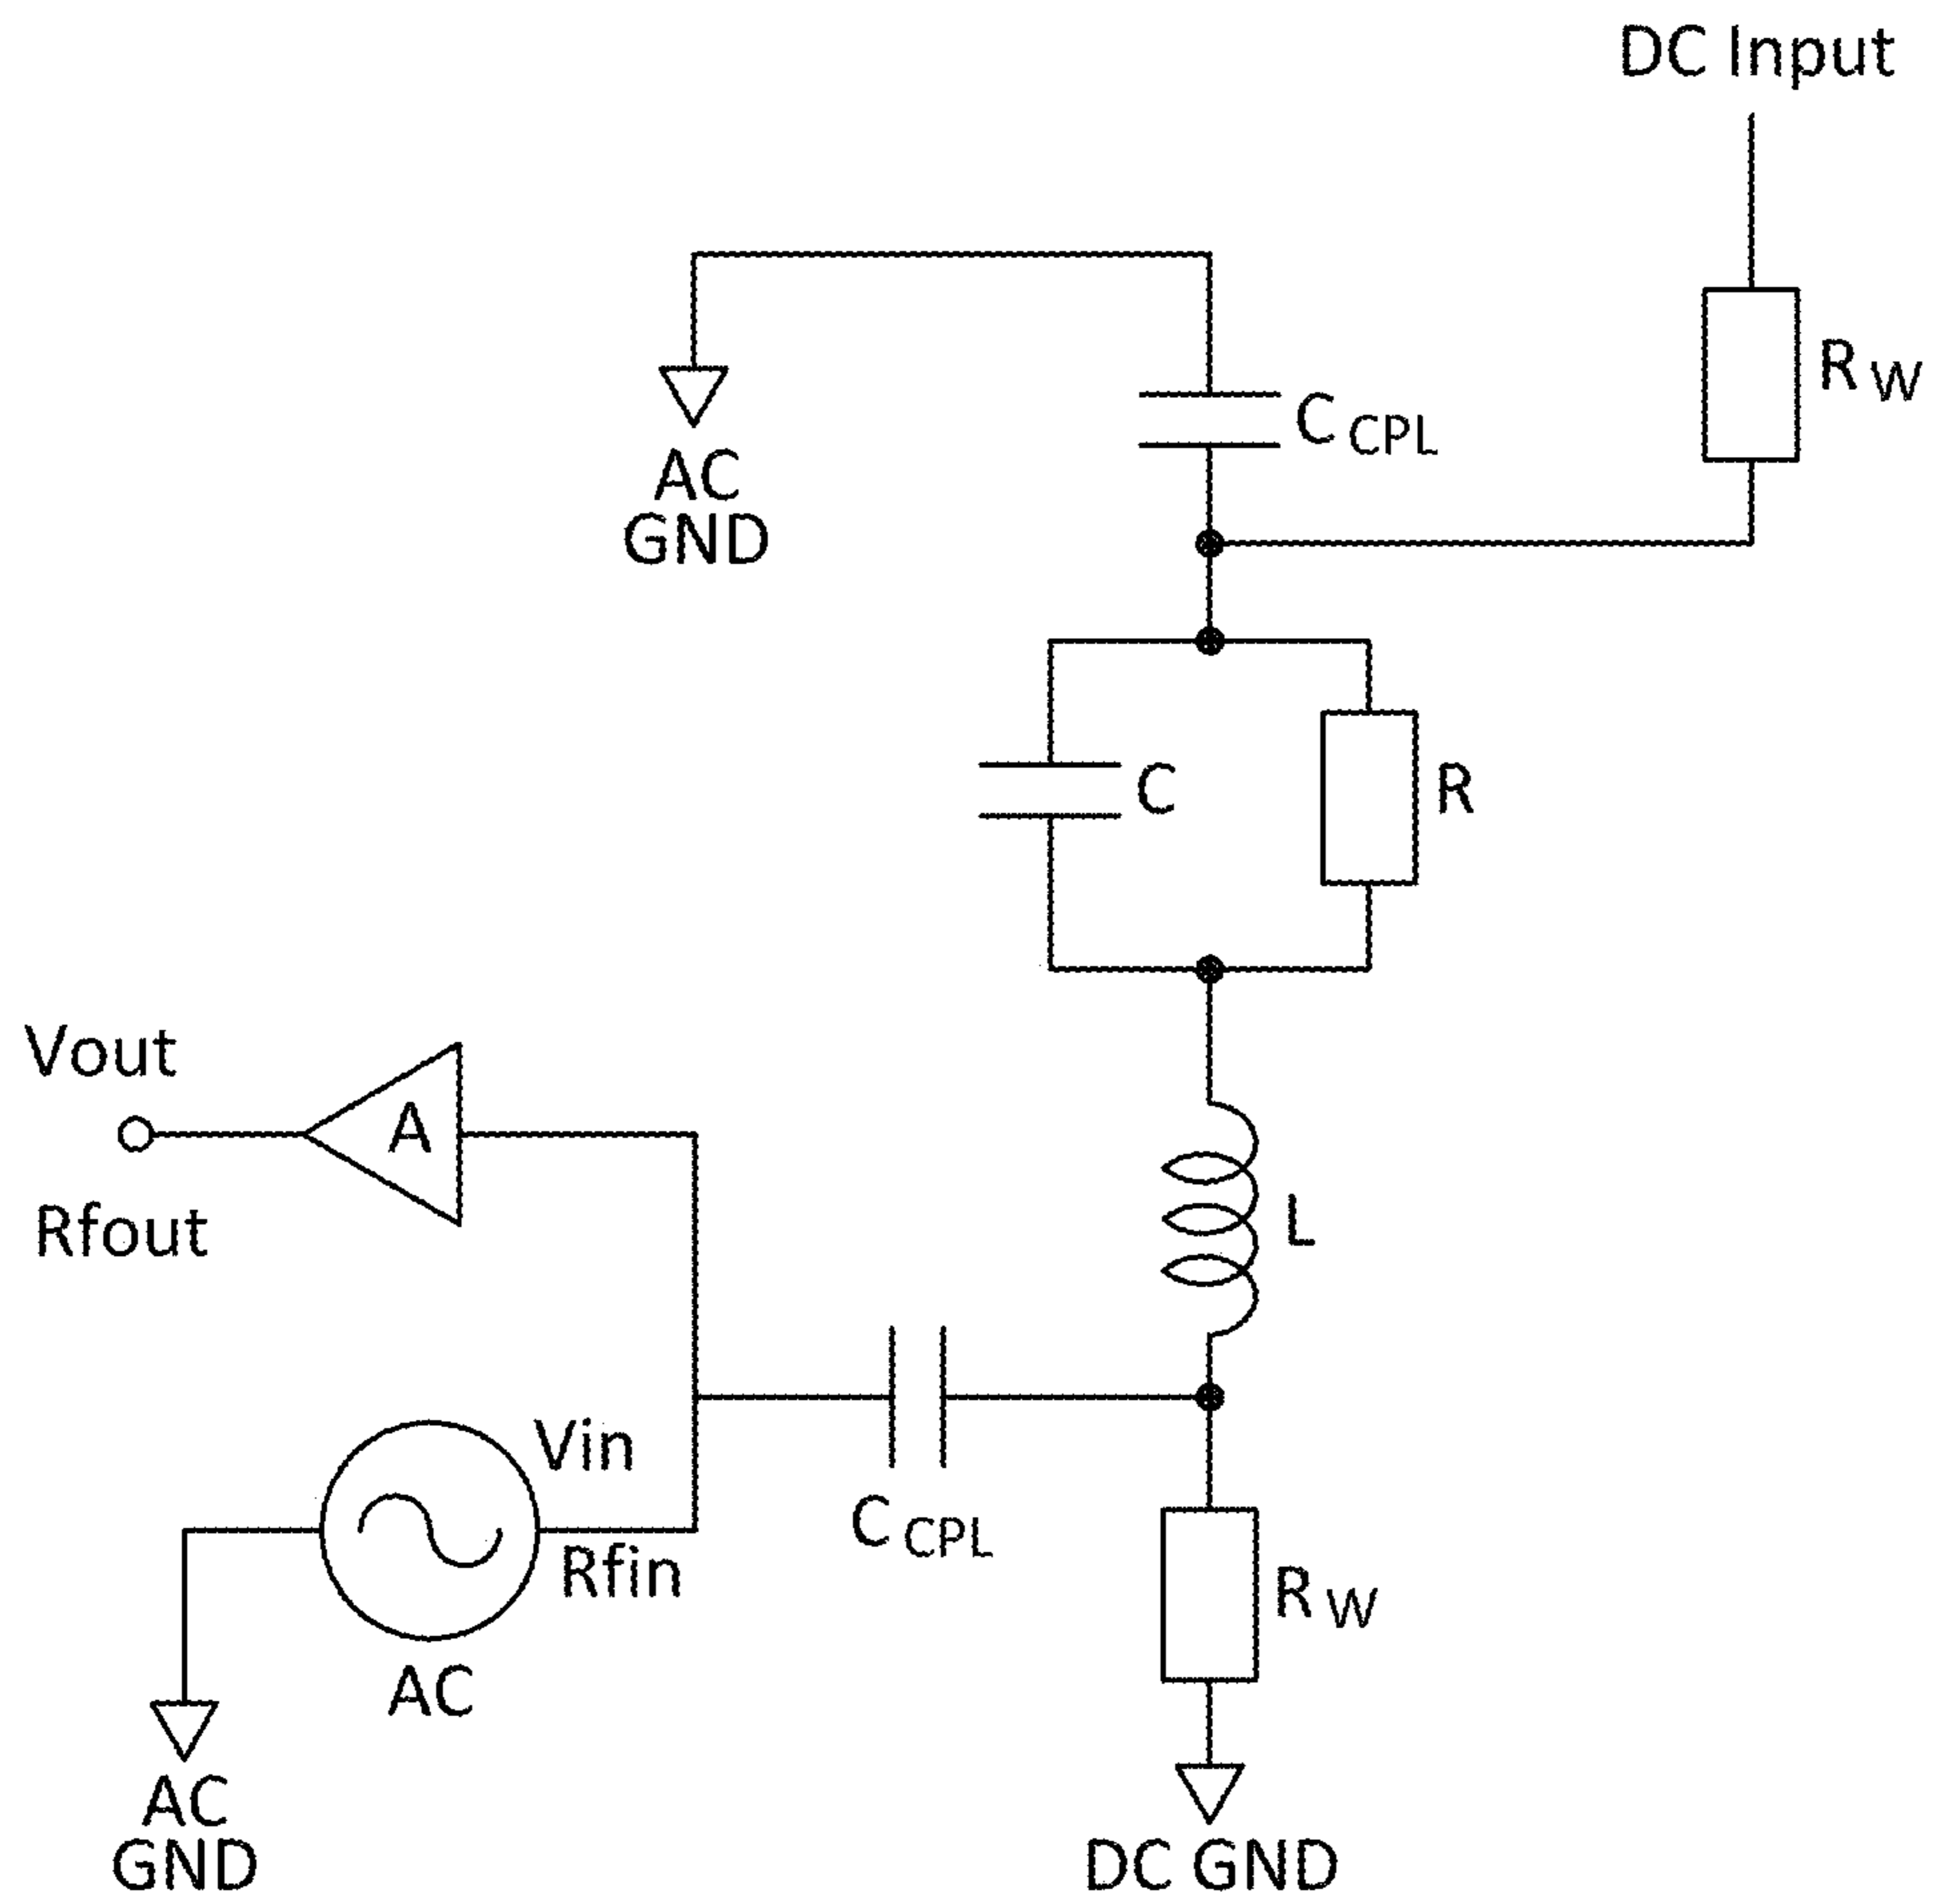 DC Input
R W
C CPL
AC
GND
C
R
Vout
A
Rfout
L
Vin
C CPL
Rfin
R W
AC
AC
GND
DC GND